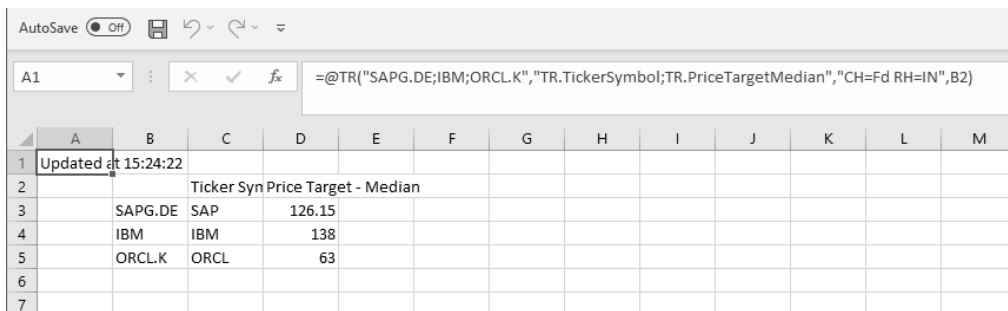 AutoSave Off
A1 fx =@TR("SAPG.DE;IBM;ORCL.K","TR.TickerSymbol;TR.PriceTargetMedian","CH=Fd RH=IN",B2)
A B C D E F G H I J K L M
1 Updated at 15:24:22
2 Ticker Syn Price Target - Median
3 SAPG.DE SAP 126.15
4 IBM IBM 138
5 ORCL.K ORCL 63
6
7